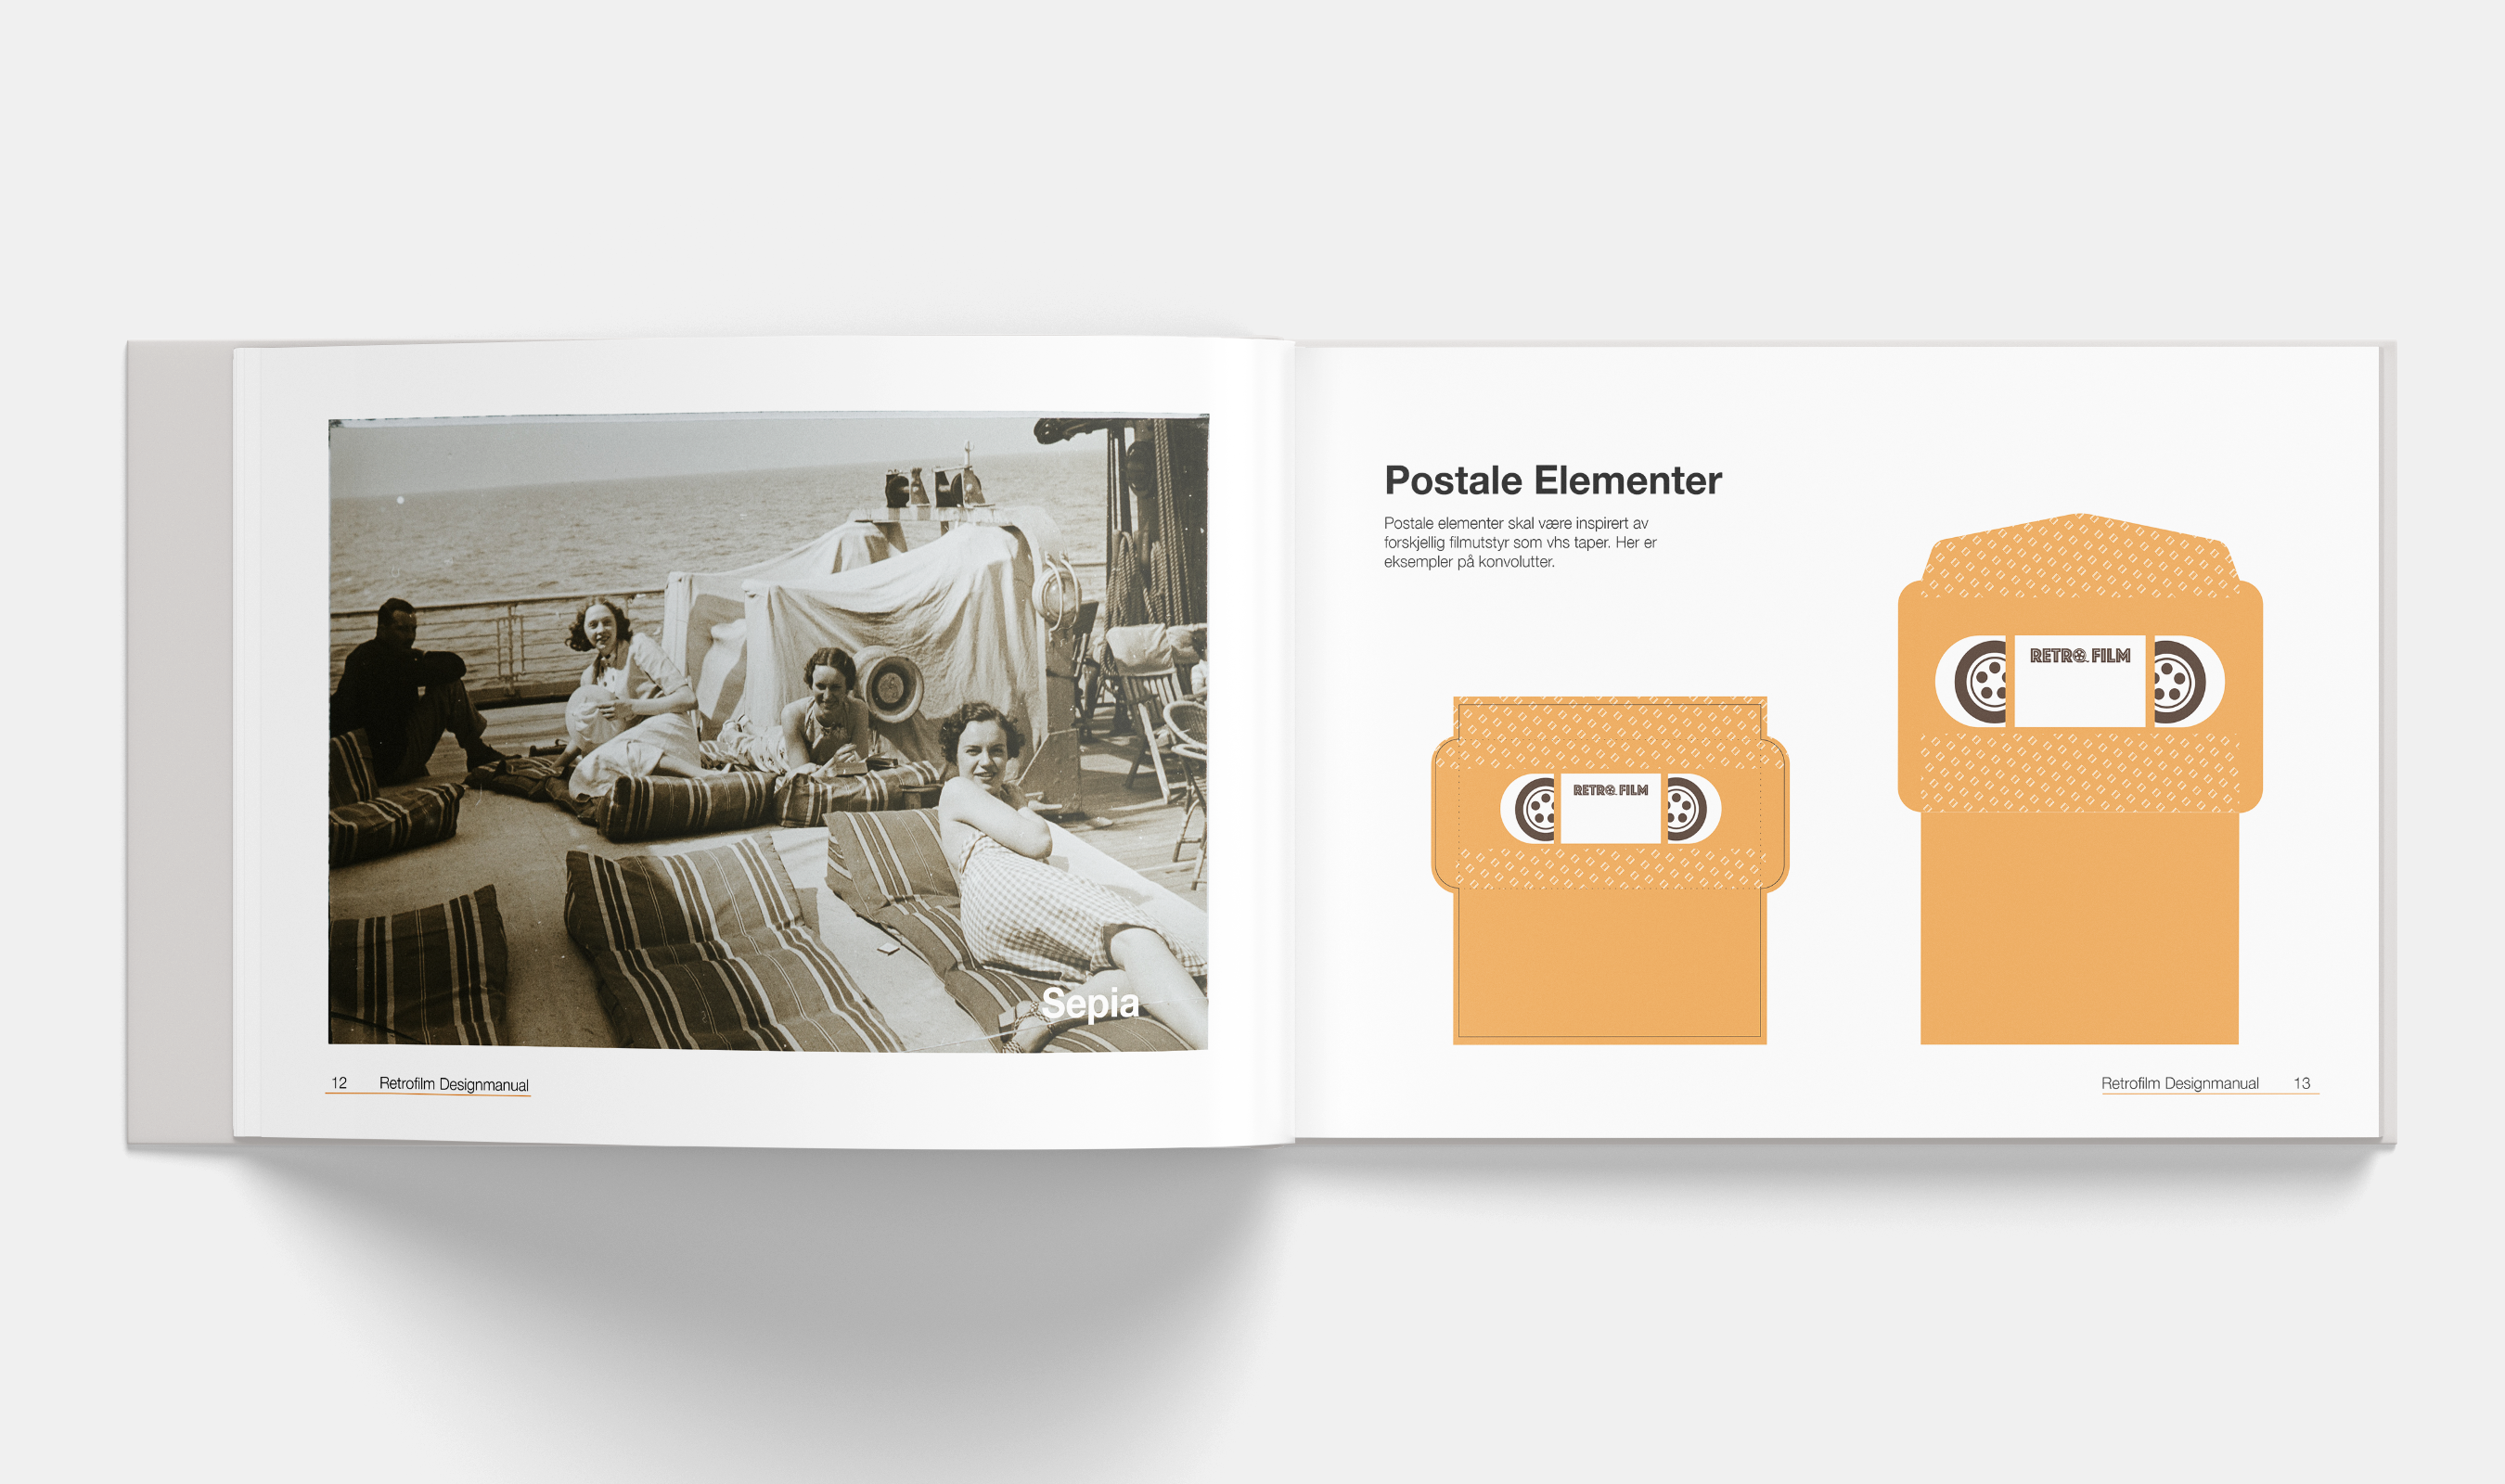 Sepia
12 Retrofilm Designmanual
Postale Elementer
Postale elementer skal være inspirert av
forskjellig filmutstyr som vhs taper. Her er
eksempler på konvolutter.
RETRO FILM
RETRO FILM
Retrofilm Designmanual 13